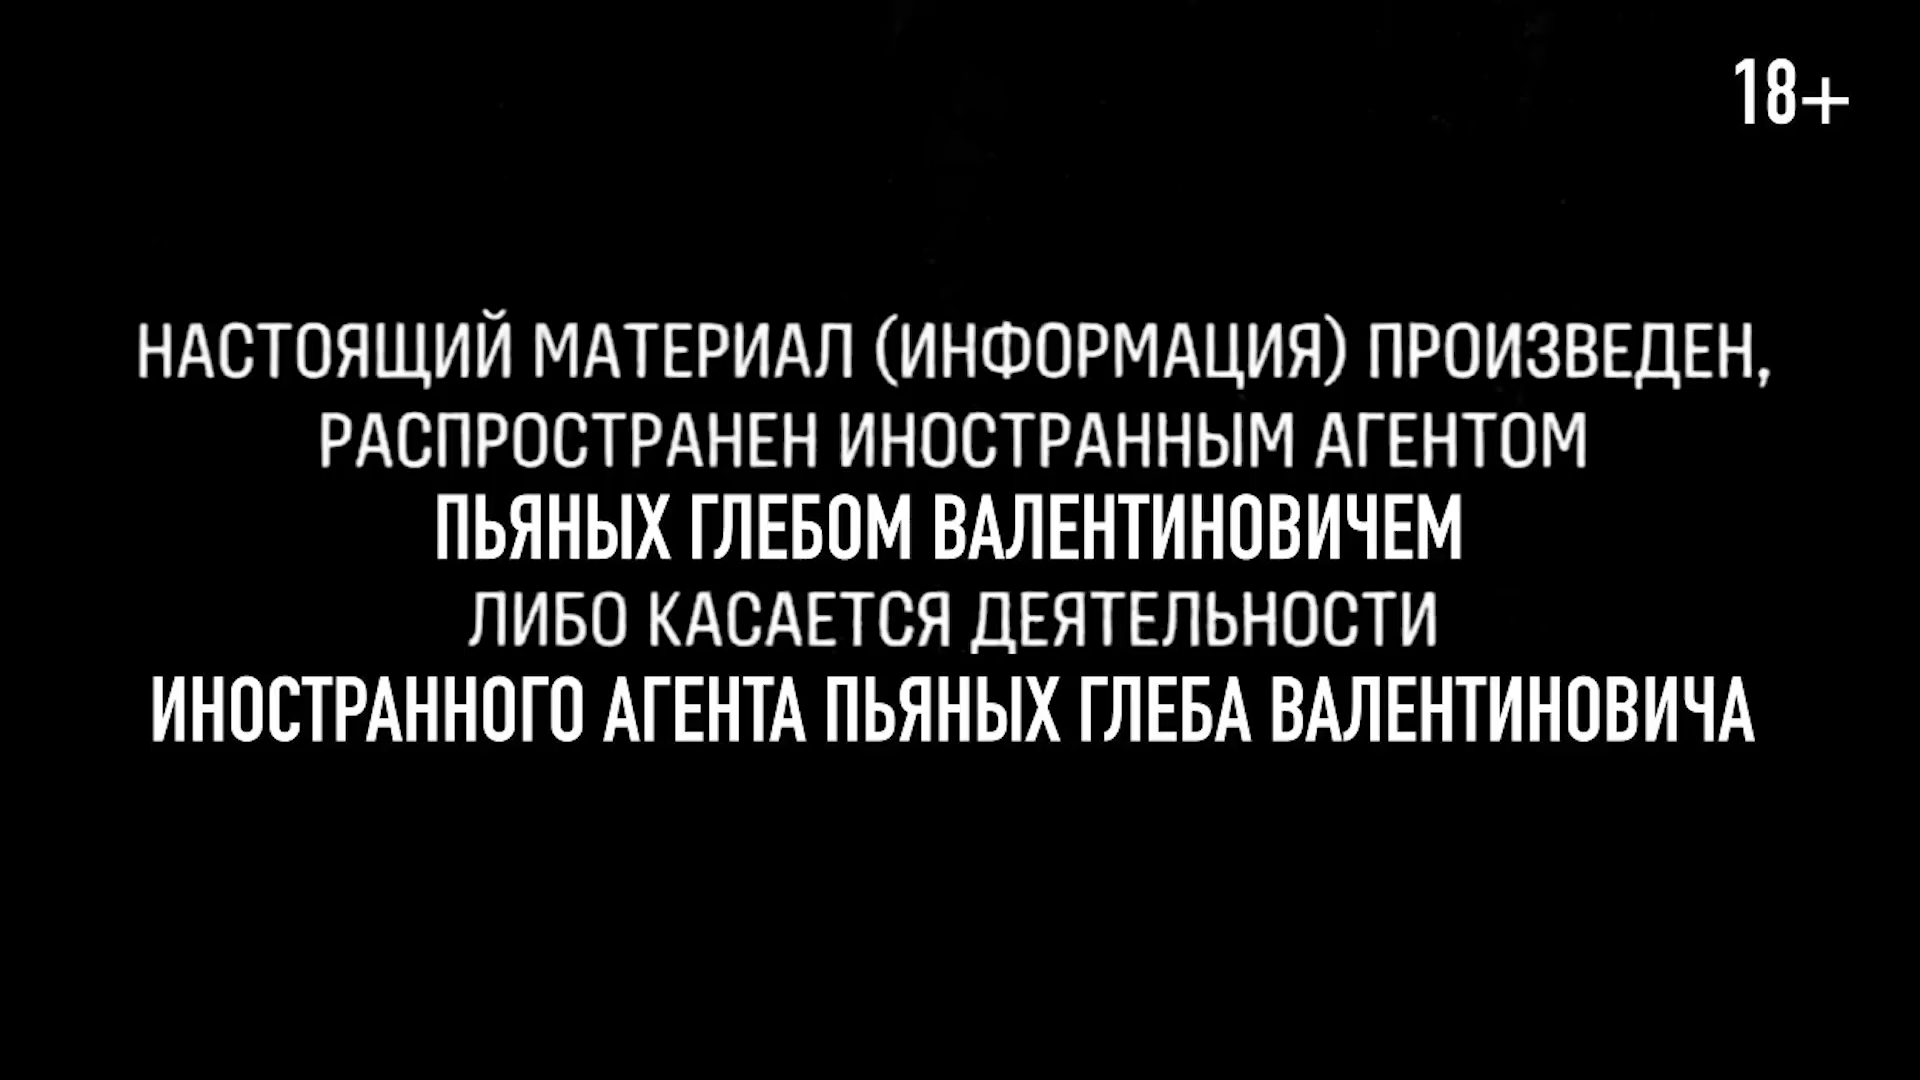 18+
НАСТОЯЩИЙ МАТЕРИАЛ (ИНФОРМАЦИЯ) ПРОИЗВЕДЕН,
РАСПРОСТРАНЕН ИНОСТРАННЫМ АГЕНТОМ
ПЬЯНЫХ ГЛЕБОМ ВАЛЕНТИНОВИЧЕМ
ЛИБО КАСАЕТСЯ ДЕЯТЕЛЬНОСТИ
ИНОСТРАННОГО АГЕНТА ПЬЯНЫХ ГЛЕБА ВАЛЕНТИНОВИЧА